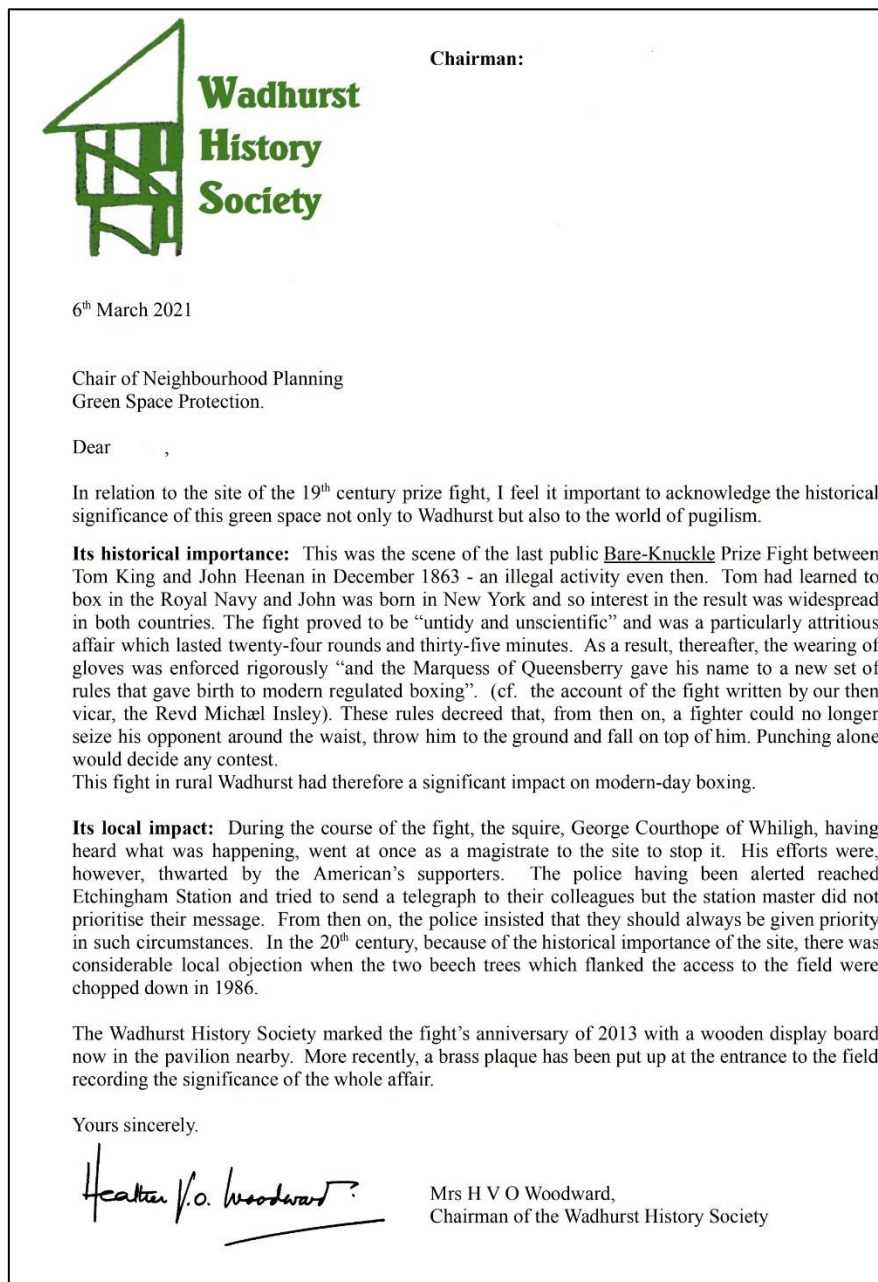 Chairman:
Wadhurst
History
Society
6th March 2021
Chair of Neighbourhood Planning
Green Space Protection.
Dear ,
In relation to the site of the 19th century prize fight, I feel it important to acknowledge the historical
significance of this green space not only to Wadhurst but also to the world of pugilism.
Its historical importance: This was the scene of the last public Bare-Knuckle Prize Fight between
Tom King and John Heenan in December 1863 - an illegal activity even then. Tom had learned to
box in the Royal Navy and John was born in New York and so interest in the result was widespread
in both countries. The fight proved to be “untidy and unscientific” and was a particularly attritious
affair which lasted twenty-four rounds and thirty-five minutes. As a result, thereafter, the wearing of
gloves was enforced rigorously “and the Marquess of Queensberry gave his name to a new set of
rules that gave birth to modern regulated boxing”. (cf. the account of the fight written by our then
vicar, the Revd Michæl Insley). These rules decreed that, from then on, a fighter could no longer
seize his opponent around the waist, throw him to the ground and fall on top of him. Punching alone
would decide any contest.
This fight in rural Wadhurst had therefore a significant impact on modern-day boxing.
Its local impact: During the course of the fight, the squire, George Courthope of Whiligh, having
heard what was happening, went at once as a magistrate to the site to stop it. His efforts were,
however, thwarted by the American’s supporters. The police having been alerted reached
Etchingham Station and tried to send a telegraph to their colleagues but the station master did not
prioritise their message. From then on, the police insisted that they should always be given priority
in such circumstances. In the 20th century, because of the historical importance of the site, there was
considerable local objection when the two beech trees which flanked the access to the field were
chopped down in 1986.
The Wadhurst History Society marked the fight’s anniversary of 2013 with a wooden display board
now in the pavilion nearby. More recently, a brass plaque has been put up at the entrance to the field
recording the significance of the whole affair.
Yours sincerely.
Heather V.O. Woodward
Mrs H V O Woodward,
Chairman of the Wadhurst History Society